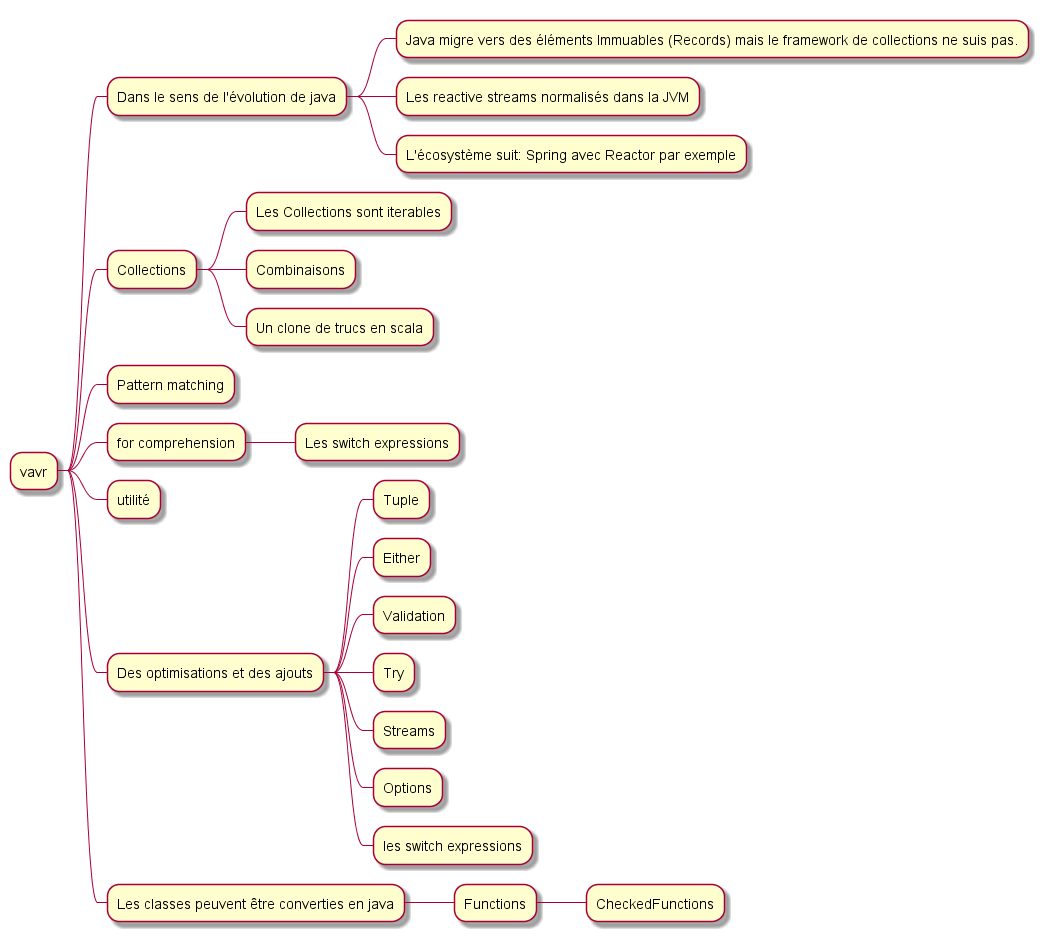 vavr
Dans le sens de l'évolution de java
Java migre vers des éléments Immuables (Records) mais le framework de collections ne suis pas.
Les reactive streams normalisés dans la JVM
L'écosystème suit: Spring avec Reactor par exemple
Collections
Les Collections sont iterables
Combinaisons
Un clone de trucs en scala
Pattern matching
for comprehension
Les switch expressions
utilité
Des optimisations et des ajouts
Tuple
Either
Validation
Try
Streams
Options
les switch expressions
Les classes peuvent être converties en java
Functions
CheckedFunctions